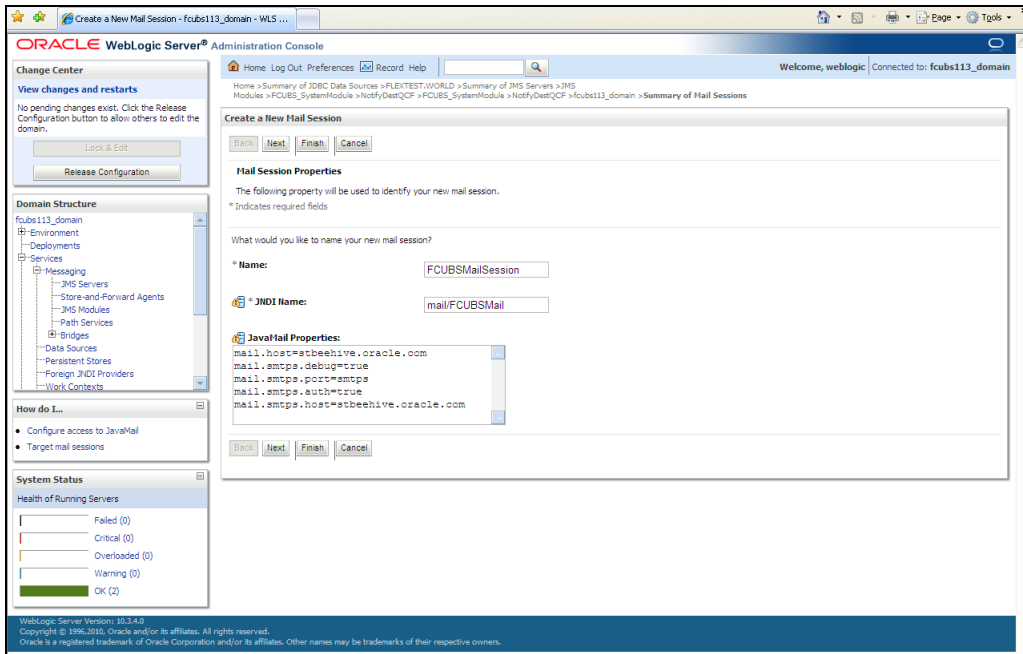 Create a New Mail Session - fcubs113_domain - WLS ...
Page
Tools
ORACLE WebLogic Server® Administration Console
Change Center
View changes and restarts
No pending changes exist. Click the Release
Configuration button to allow others to edit the
domain.
Lock & Edit
Release Configuration
Domain Structure
fcubs113_domain
Environment
Deployments
Services
Messaging
JMS Servers
Store-and-Forward Agents
JMS Modules
Path Services
Bridges
Data Sources
Persistent Stores
Foreign JNDI Providers
Work Contexts
How do I...
Configure access to JavaMail
Target mail sessions
System Status
Health of Running Servers
Failed (0)
Critical (0)
Overloaded (0)
Warning (0)
OK (2)
Home Log Out Preferences Record Help
Welcome, weblogic Connected to: fcubs113_domain
Home >Summary of JDBC Data Sources >FLEXTEST.WORLD >Summary of JMS Servers >JMS
Modules >FCUBS_SystemModule >NotifyDestQCF >FCUBS_SystemModule >NotifyDestQCF >fcubs113_domain >Summary of Mail Sessions
Create a New Mail Session
Back Next Finish Cancel
Mail Session Properties
The following property will be used to identify your new mail session.
* Indicates required fields
What would you like to name your new mail session?
* Name:
FCUBSMailSession
* JNDI Name:
mail/FCUBSMail
JavaMail Properties:
mail.host=stbeehive.oracle.com
mail.smtps.debug=true
mail.smtps.port=smtps
mail.smtps.auth=true
mail.smtps.host=stbeehive.oracle.com
Back Next Finish Cancel
WebLogic Server Version: 10.3.4.0
Copyright © 1996,2010, Oracle and/or its affiliates. All rights reserved.
Oracle is a registered trademark of Oracle Corporation and/or its affiliates. Other names may be trademarks of their respective owners.